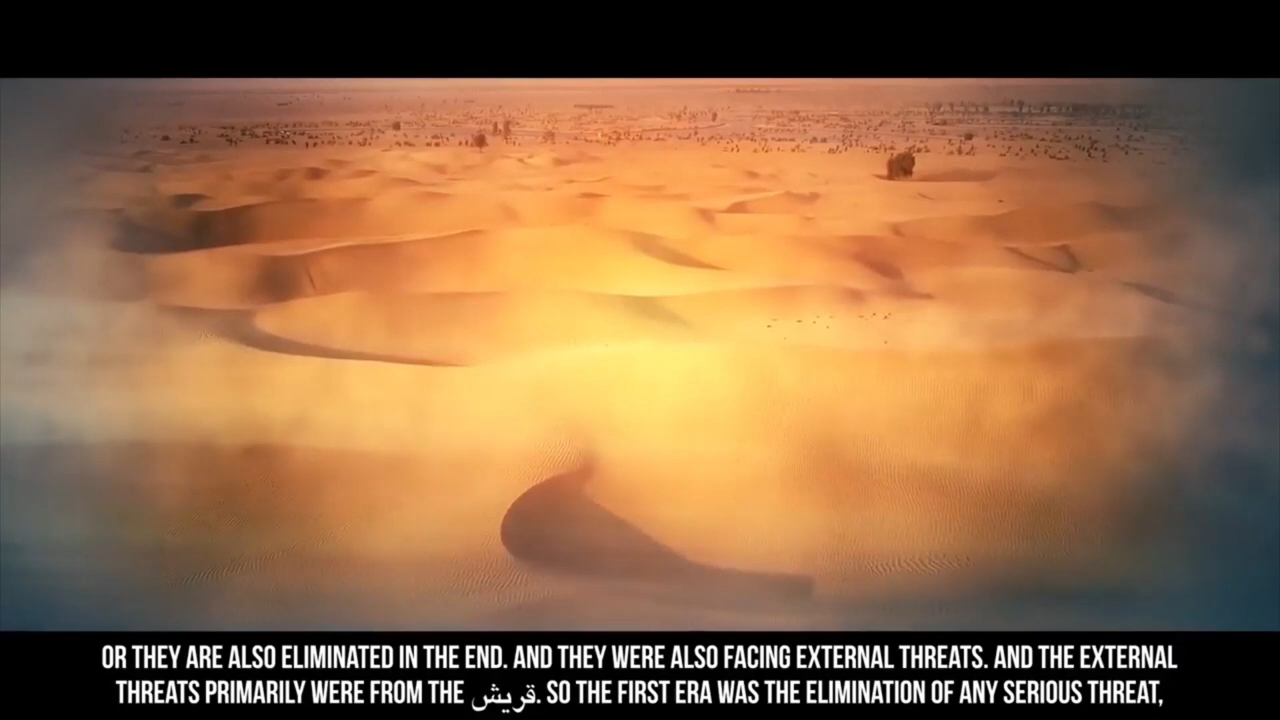 OR THEY ARE ALSO ELIMINATED IN THE END. AND THEY WERE ALSO FACING EXTERNAL THREATS. AND THE EXTERNAL
THREATS PRIMARILY WERE FROM THE قريش. SO THE FIRST ERA WAS THE ELIMINATION OF ANY SERIOUS THREAT,